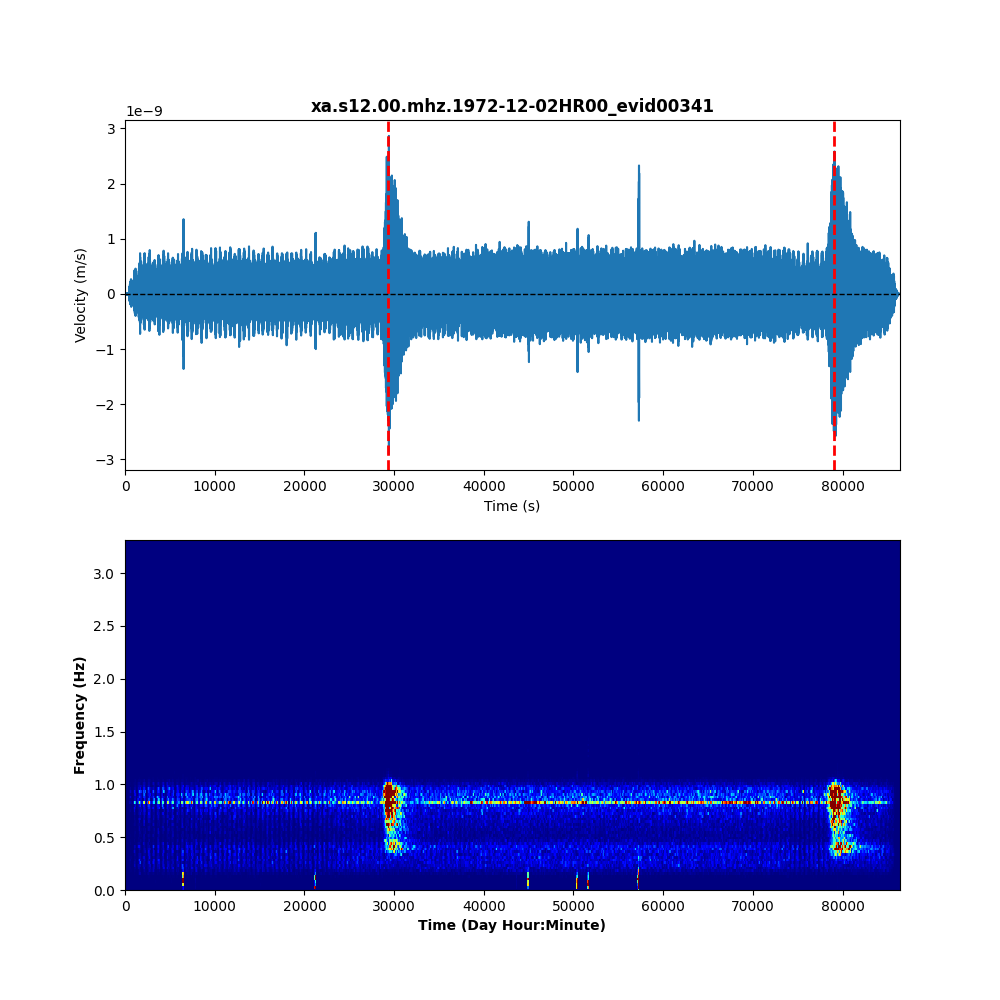 xa.s12.00.mhz.1972-12-02HR00_evid00341
1e−9
3
2
1
0
−1
−2
−3
Velocity (m/s)
0 10000 20000 30000 40000 50000 60000 70000 80000
Time (s)
3.0
2.5
2.0
1.5
1.0
0.5
0.0
Frequency (Hz)
0 10000 20000 30000 40000 50000 60000 70000 80000
Time (Day Hour:Minute)